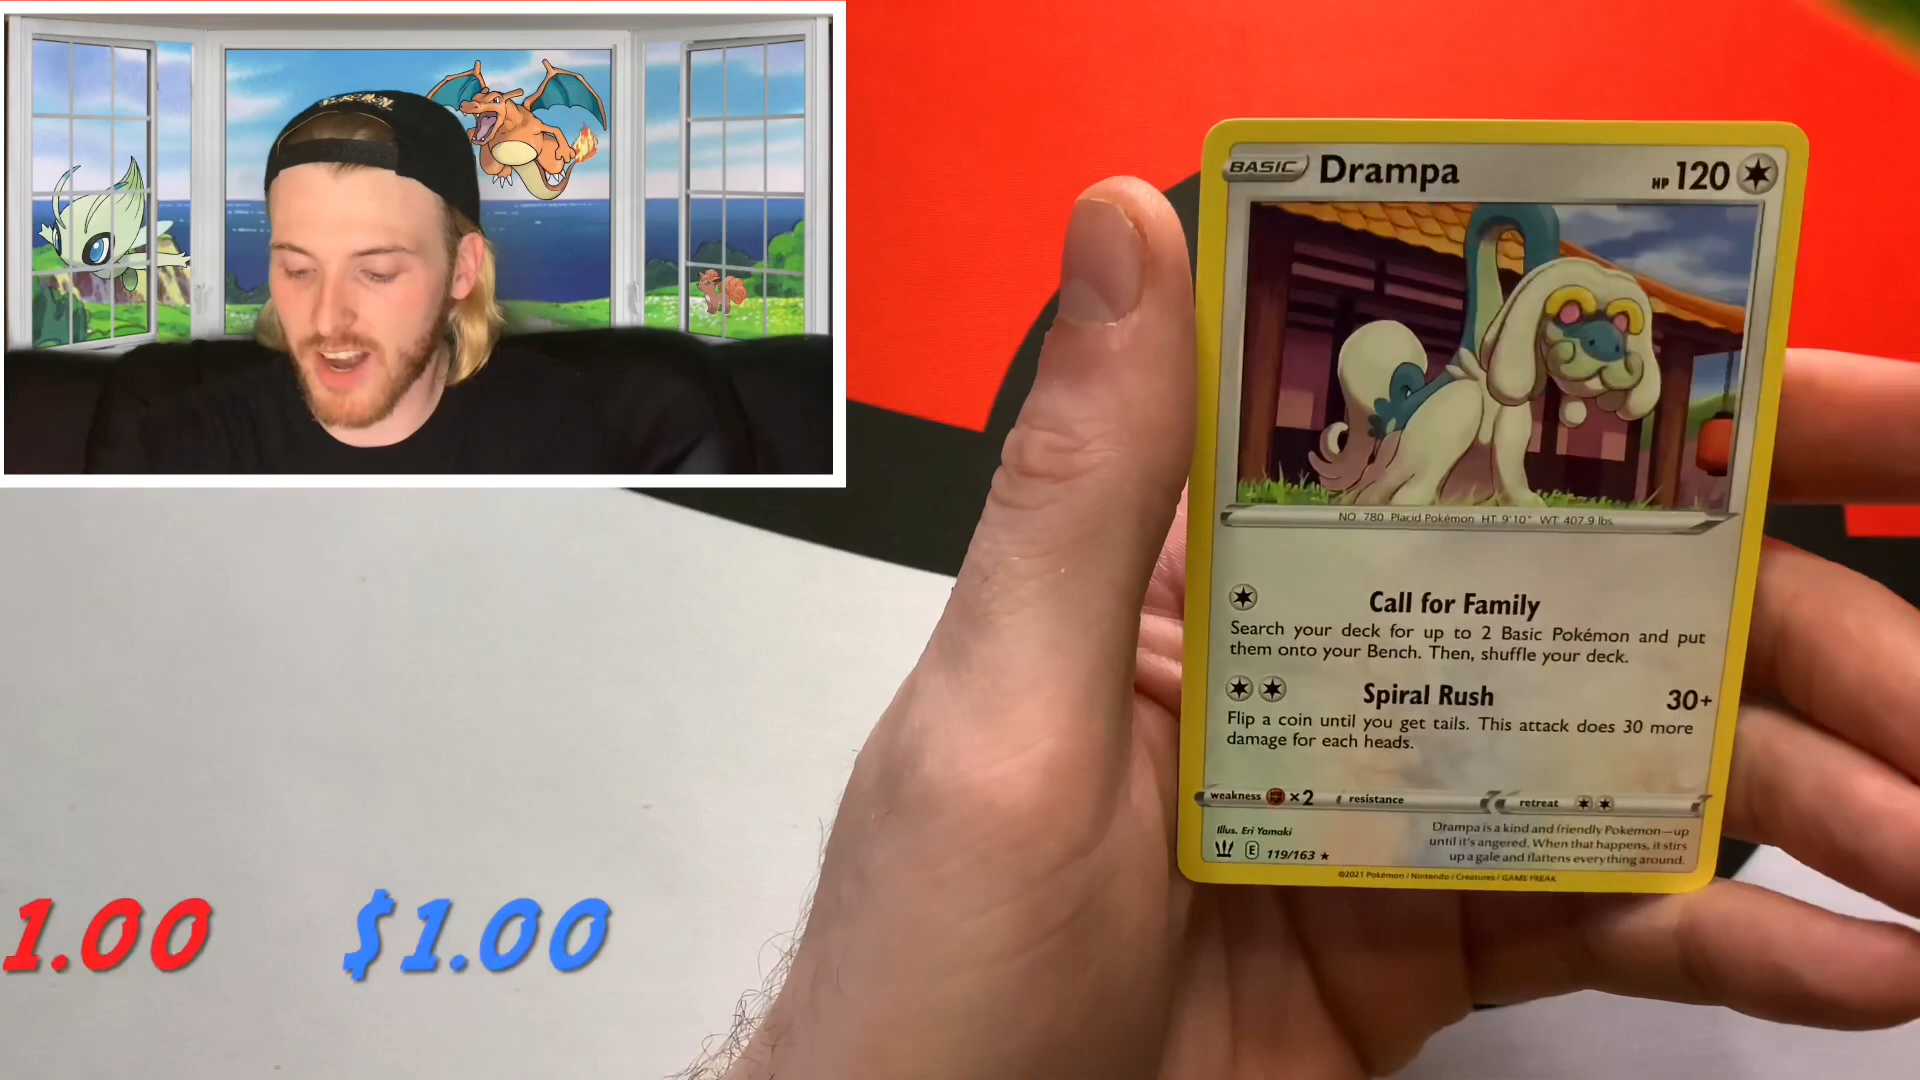 POKEMON
BASIC Drampa HP 120
NO. 780 Placid Pokémon HT. 9'10" WT. 407.9 lbs.
Call for Family
Search your deck for up to 2 Basic Pokémon and put
them onto your Bench. Then, shuffle your deck.
Spiral Rush 30+
Flip a coin until you get tails. This attack does 30 more
damage for each heads.
weakness ×2 resistance retreat
Illus. Eri Yamaki
E 119/163 ★
Drampa is a kind and friendly Pokémon—up
until it's angered. When that happens, it stirs
up a gale and flattens everything around.
©2021 Pokémon / Nintendo / Creatures / GAME FREAK
1.00 $1.00